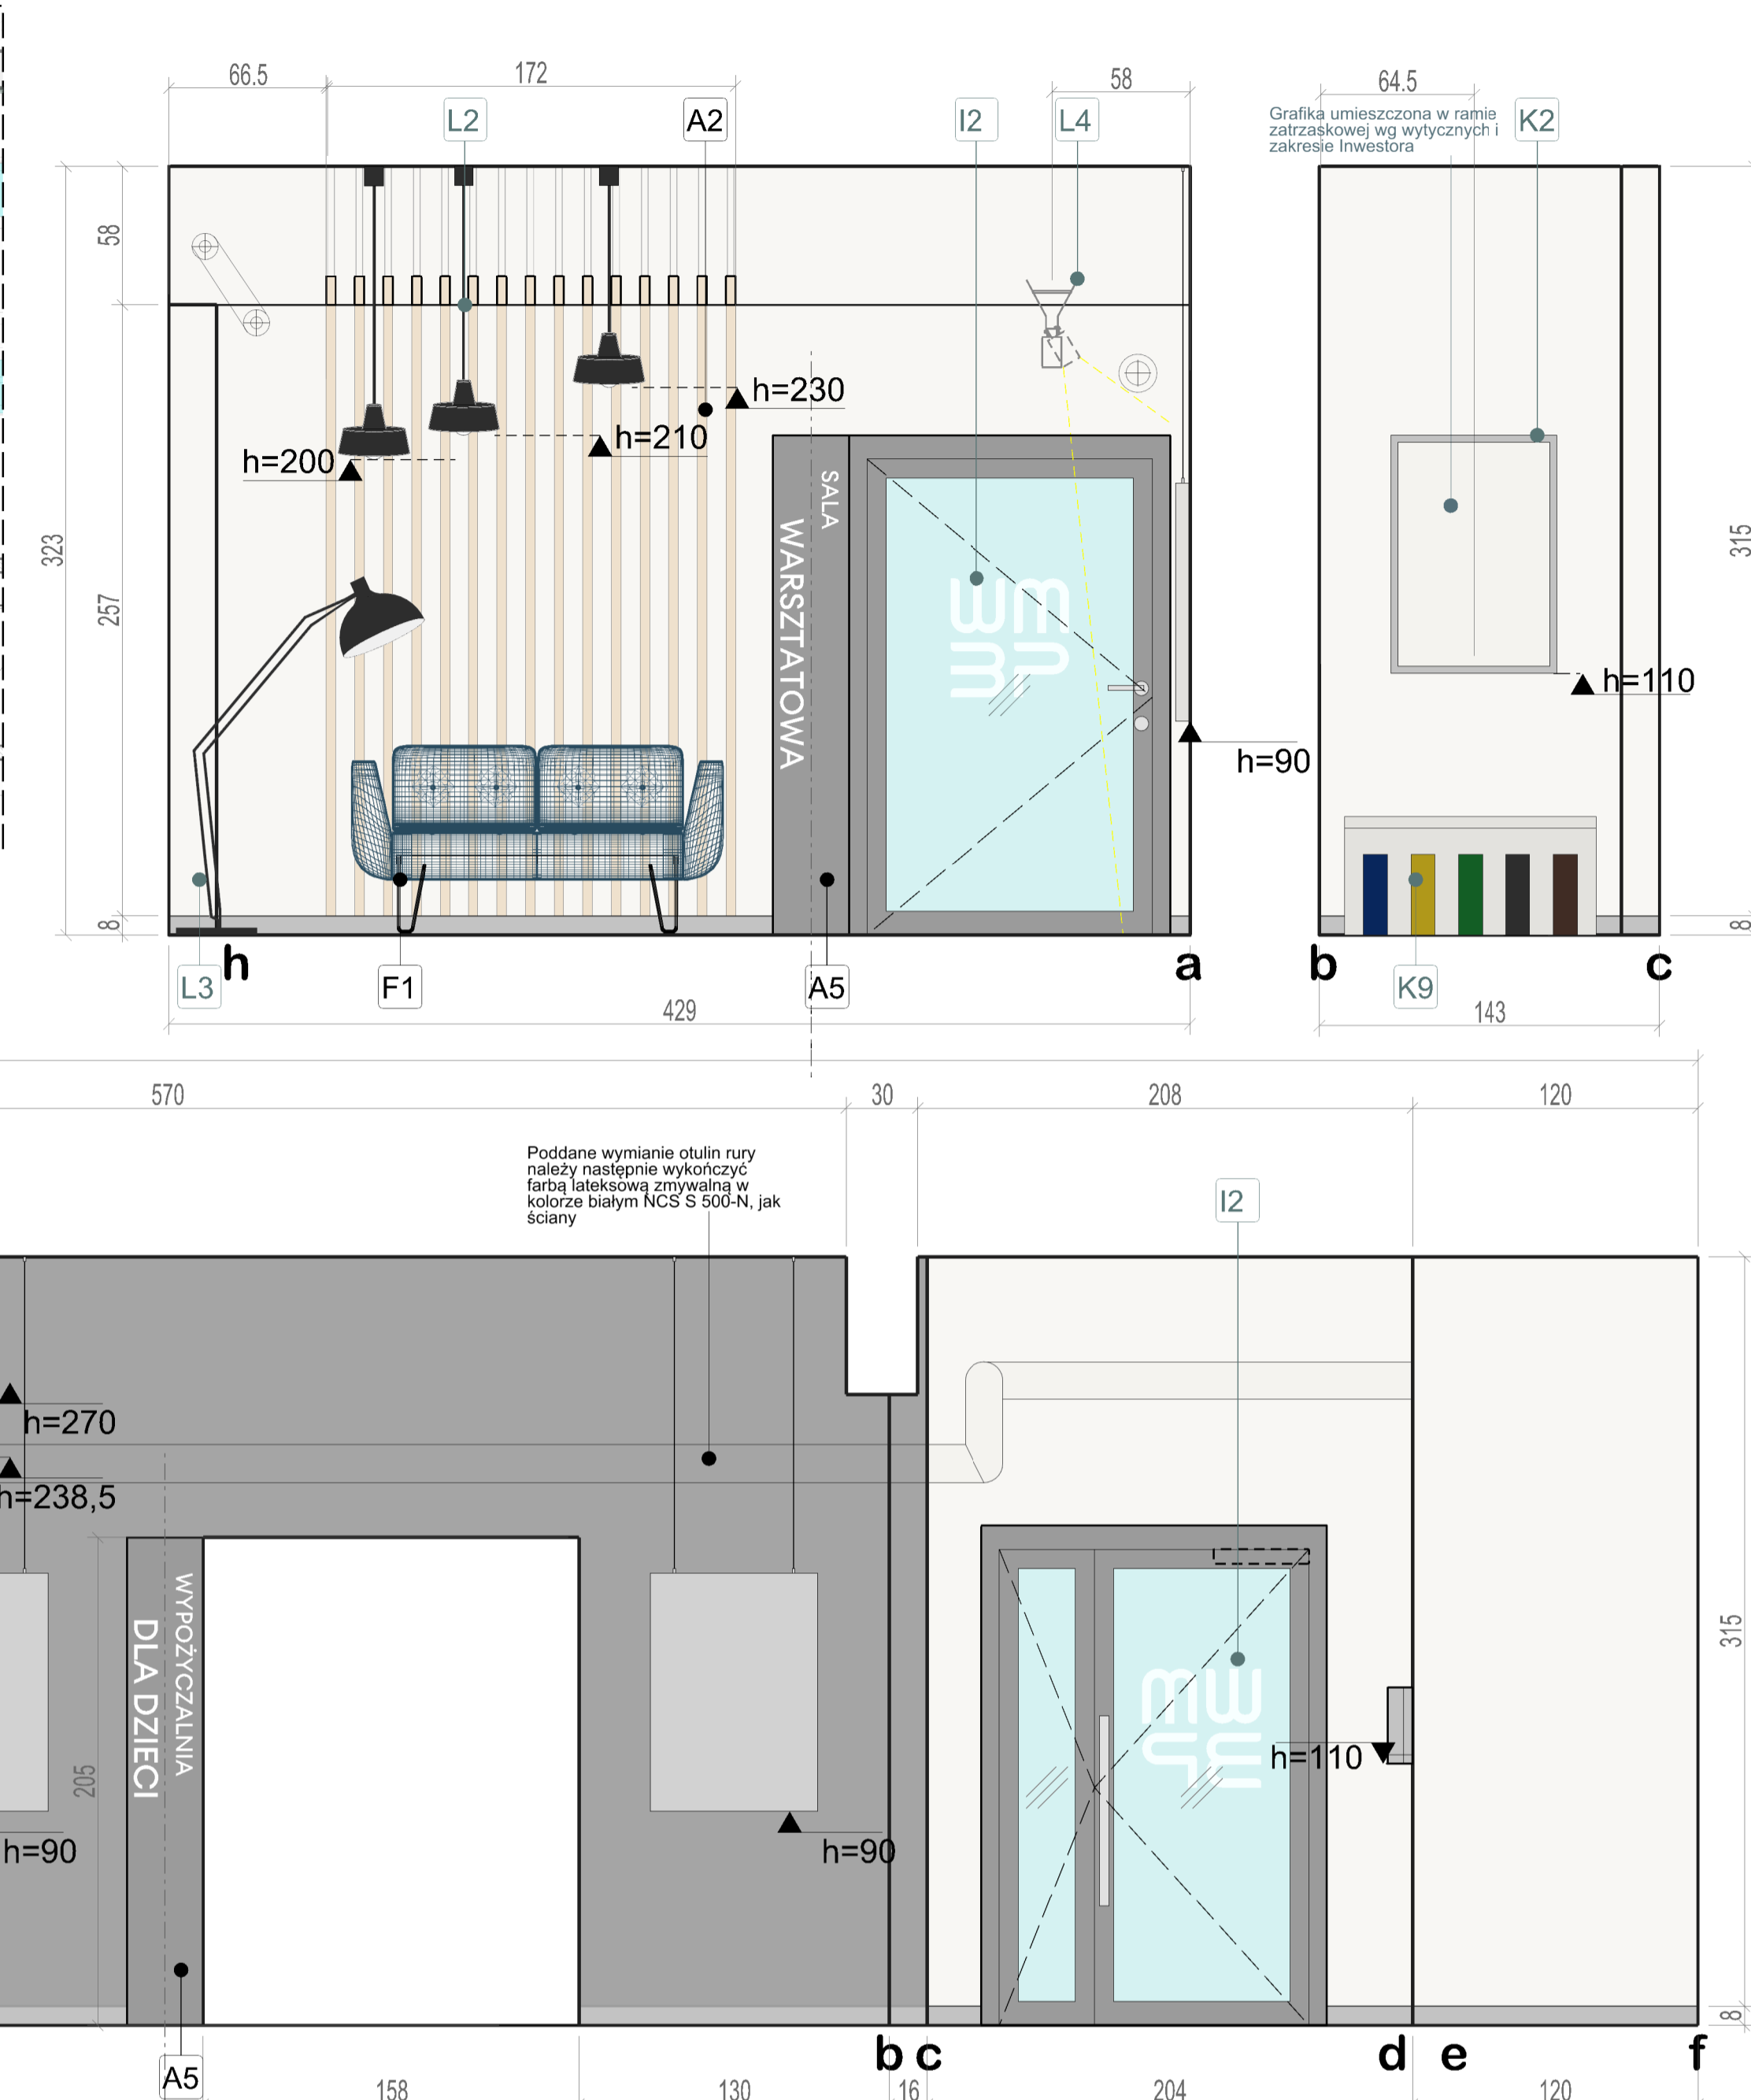 66.5
172
58
64.5
L2
A2
I2
L4
K2
Grafika umieszczona w ramie
zatrzaskowej wg wytycznych i
zakresie Inwestora
58
257
323
8
h=230
h=210
h=200
SALA
WARSZTATOWA
wm
h=110
h=90
315
8
L3
h
F1
A5
a
b
K9
c
429
143
570
30
208
120
Poddane wymianie otulin rury
należy następnie wykończyć
farbą lateksową zmywalną w
kolorze białym NCS S 500-N, jak
ściany
I2
h=270
h=238,5
WYPOŻYCZALNIA
DLA DZIECI
205
h=90
h=90
mw
h=110
315
8
A5
b
c
d
e
f
158
130
16
204
120